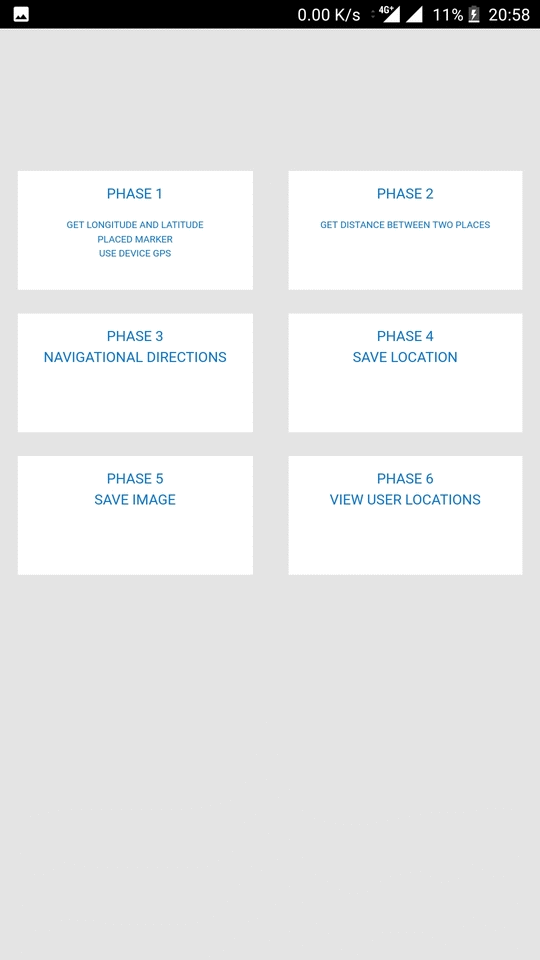 0.00 K/s 4G+ 11% 20:58
PHASE 1
GET LONGITUDE AND LATITUDE
PLACED MARKER
USE DEVICE GPS
PHASE 2
GET DISTANCE BETWEEN TWO PLACES
PHASE 3
NAVIGATIONAL DIRECTIONS
PHASE 4
SAVE LOCATION
PHASE 5
SAVE IMAGE
PHASE 6
VIEW USER LOCATIONS